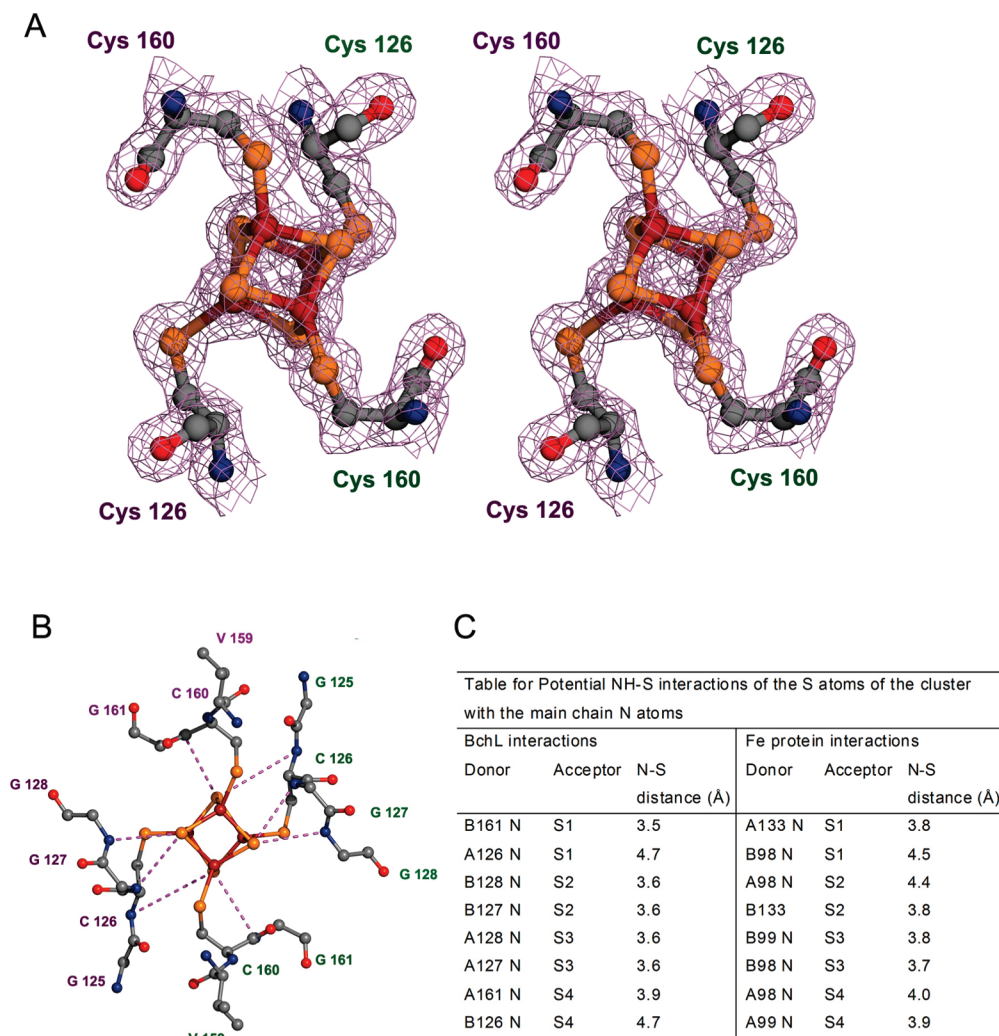 A
Cys 160
Cys 126
Cys 160
Cys 126
Cys 126
Cys 160
Cys 126
Cys 160
B
V 159
C 160
G 125
G 161
C 126
G 128
G 127
G 127
G 128
C 126
C 160
G 161
G 125
C
Table for Potential NH-S interactions of the S atoms of the cluster
with the main chain N atoms
BchL interactions Fe protein interactions
Donor Acceptor N-S Donor Acceptor N-S
distance (Å) distance (Å)
B161 N S1 3.5 A133 N S1 3.8
A126 N S1 4.7 B98 N S1 4.5
B128 N S2 3.6 A98 N S2 4.4
B127 N S2 3.6 B133 S2 3.8
A128 N S3 3.6 B99 N S3 3.8
A127 N S3 3.6 B98 N S3 3.7
A161 N S4 3.9 A98 N S4 4.0
B126 N S4 4.7 A99 N S4 3.9